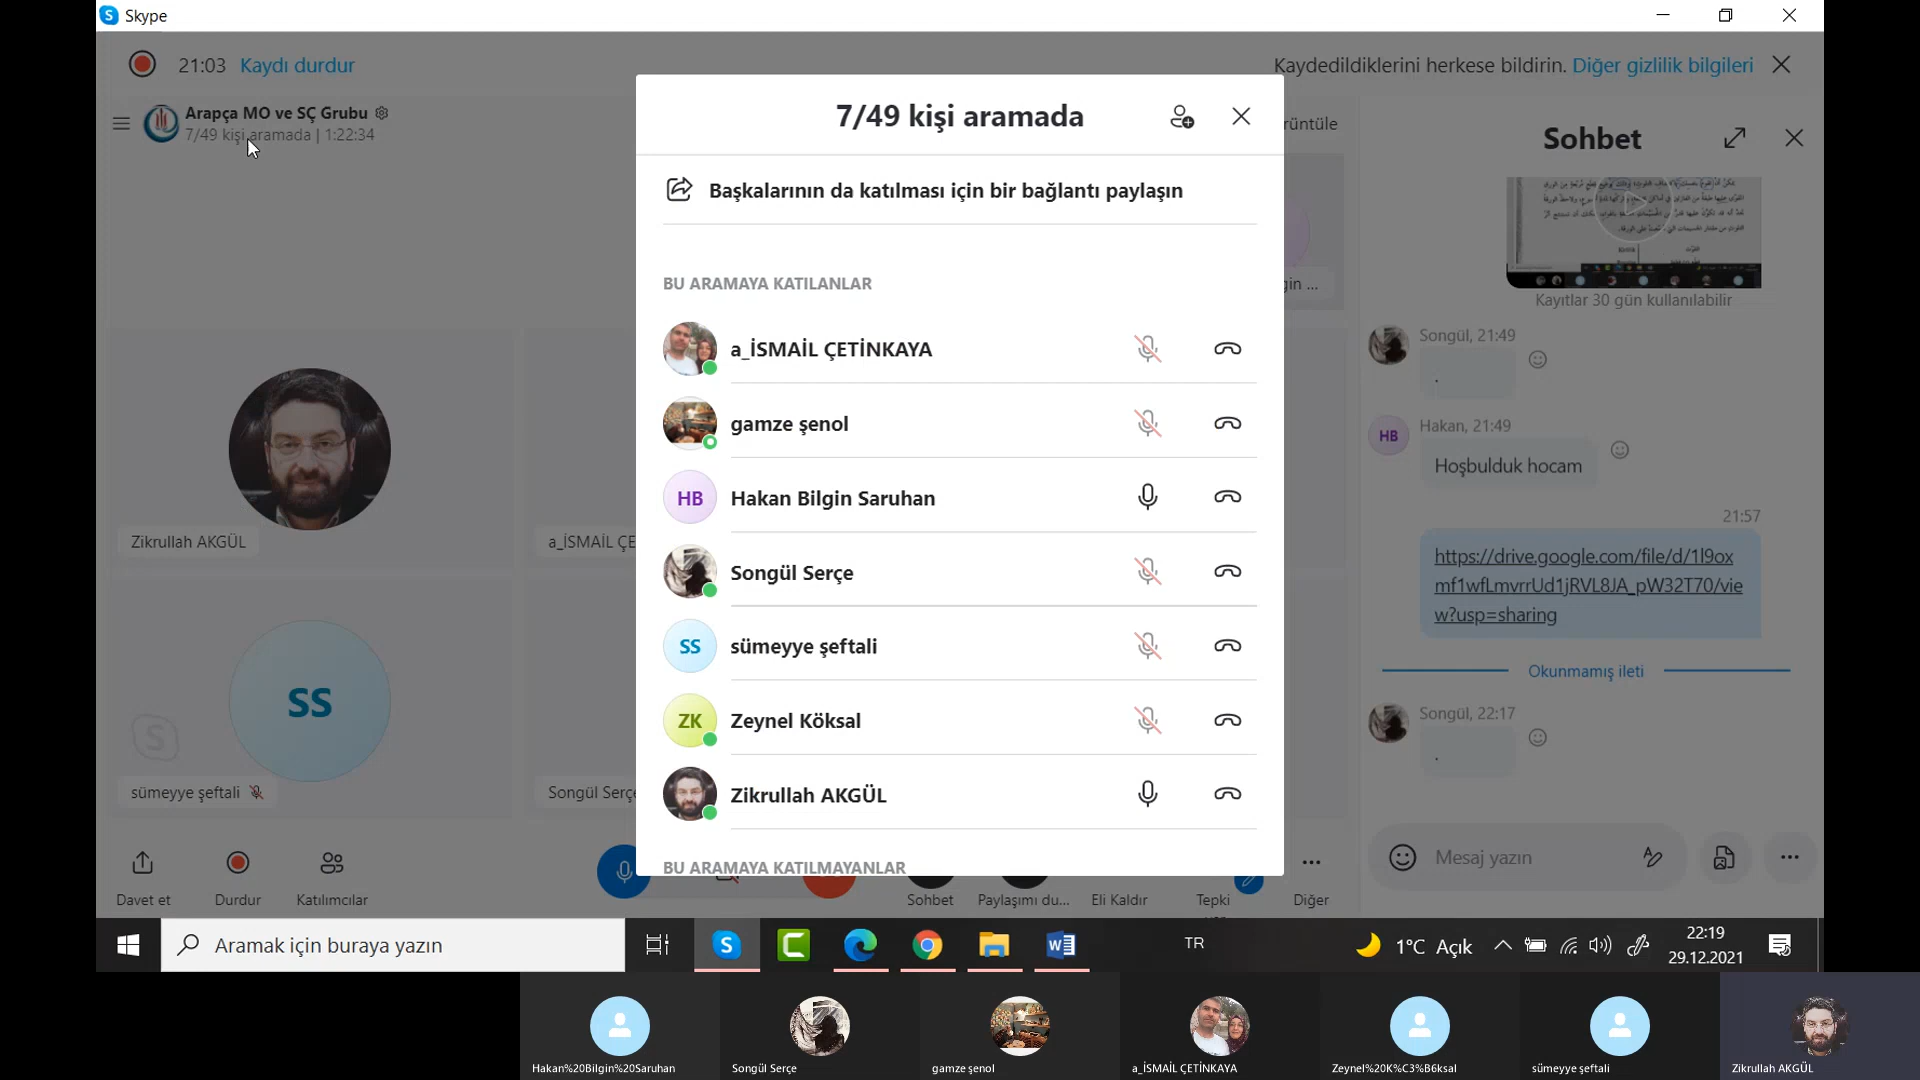 Skype
21:03 Kaydı durdur
Kaydedildiklerini herkese bildirin. Diğer gizlilik bilgileri
Arapça MO ve SÇ Grubu
7/49 kişi aramada | 1:22:34
rüntüle
7/49 kişi aramada
Başkalarının da katılması için bir bağlantı paylaşın
BU ARAMAYA KATILANLAR
a_İSMAİL ÇETİNKAYA
gamze şenol
HB Hakan Bilgin Saruhan
Songül Serçe
SS sümeyye şeftali
ZK Zeynel Köksal
Zikrullah AKGÜL
BU ARAMAYA KATILMAYANLAR
Zikrullah AKGÜL
a_İSMAİL ÇE
gin ...
SS
sümeyye şeftali
Songül Serçe
Sohbet
Kayıtlar 30 gün kullanılabilir
Songül, 21:49
.
HB
Hakan, 21:49
Hoşbulduk hocam
21:57
https://drive.google.com/file/d/1l9ox
mf1wfLmvrrUd1jRVL8JA_pW32T70/vie
w?usp=sharing
Okunmamış ileti
Songül, 22:17
.
Mesaj yazın
Davet et
Durdur
Katılımcılar
Sohbet
Paylaşımı du...
Eli Kaldır
Tepki
Diğer
Aramak için buraya yazın
TR
1°C Açık
22:19
29.12.2021
Hakan%20Bilgin%20Saruhan
Songül Serçe
gamze şenol
a_İSMAİL ÇETİNKAYA
Zeynel%20K%C3%B6ksal
sümeyye şeftali
Zikrullah AKGÜL